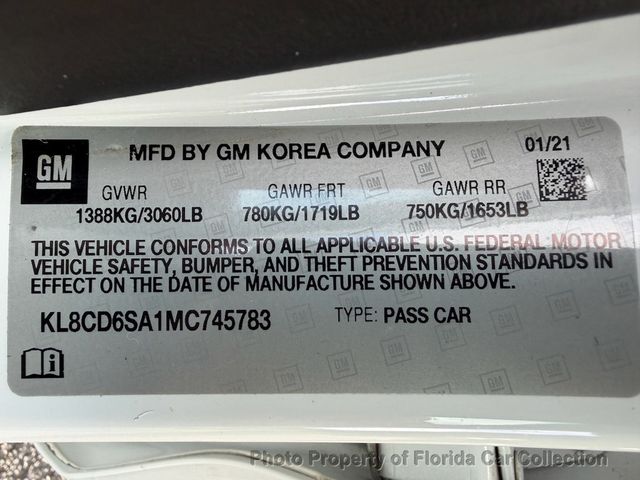 GM MFD BY GM KOREA COMPANY 01/21
GVWR GAWR FRT GAWR RR
1388KG/3060LB 780KG/1719LB 750KG/1653LB
THIS VEHICLE CONFORMS TO ALL APPLICABLE U.S. FEDERAL MOTOR
VEHICLE SAFETY, BUMPER, AND THEFT PREVENTION STANDARDS IN
EFFECT ON THE DATE OF MANUFACTURE SHOWN ABOVE.
KL8CD6SA1MC745783 TYPE: PASS CAR
Photo Property of Florida Car Collection